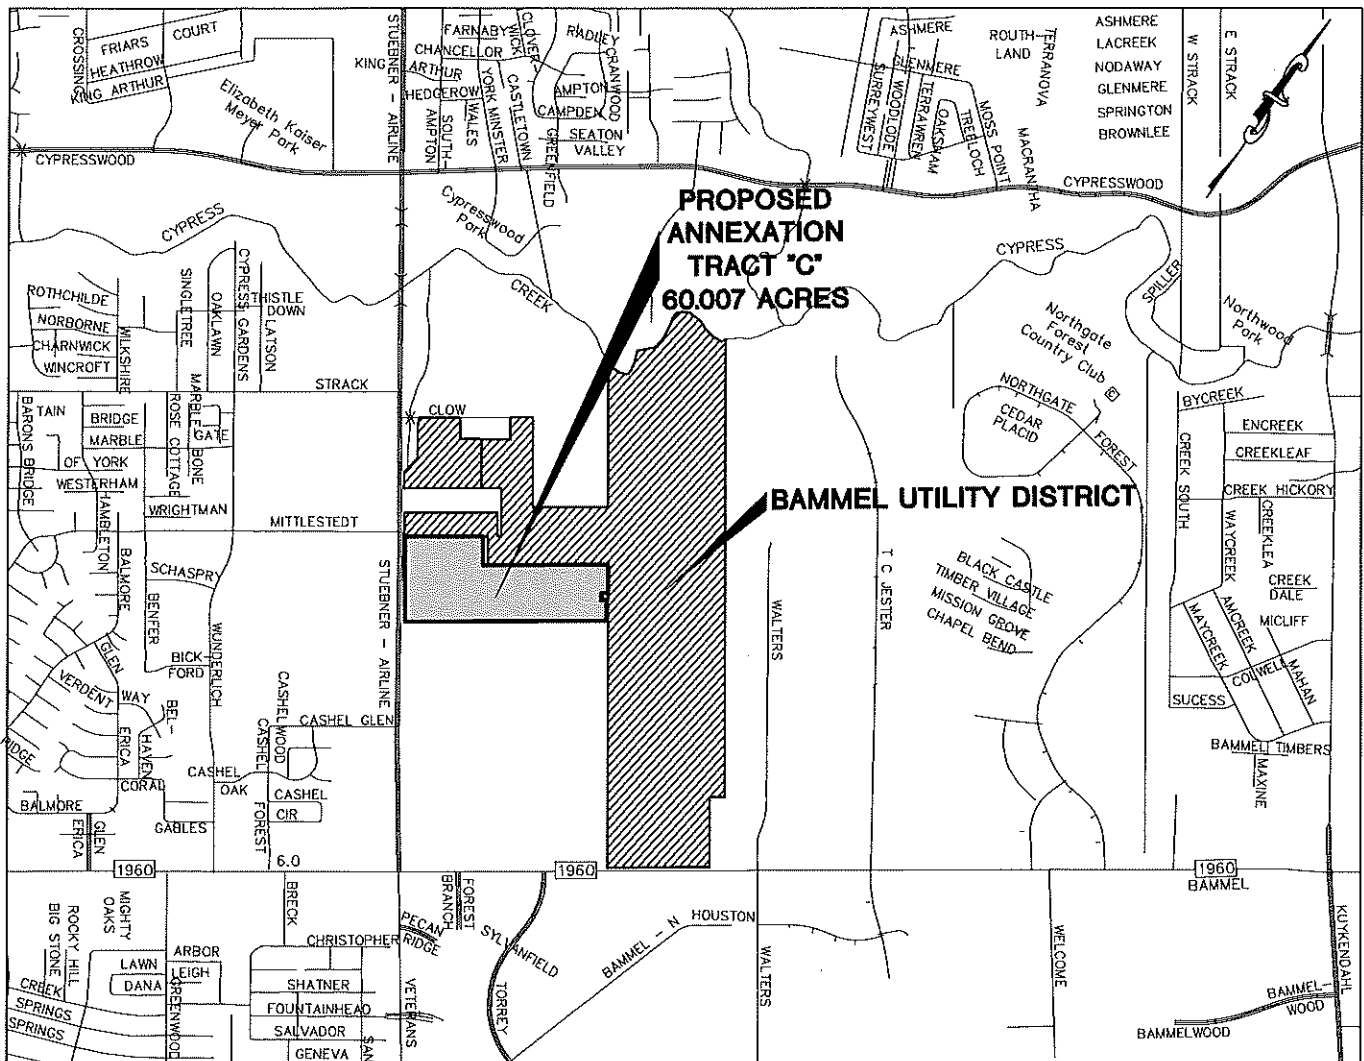 CROSSING
FRIARS
COURT
HEATHROW
KING ARTHUR
Elizabeth Kaiser
Meyer Park
STUEBNER - AIRLINE
KING
ARTHUR
FARNABY
WICK
CLOVER-
CHANCELLOR
HEDGEROW
SOUTH-
AMPTON
WALES
YORK MINSTER
CASTLETOWN
GREENFIELD
RADLEY
CRANWOOD
AMPTON
CAMPDEN
SEATON
VALLEY
ASHMERE
GLENMERE
SURREYWEST
WOODLODE
TERRAWREN
OAKSHAM
TREELOCH
MOSS POINT
MACRANTHA
ROUTH-
LAND
TERRANOVA
ASHMERE
LACREEK
NODAWAY
GLENMERE
SPRINGTON
BROWNLEE
W STRACK
E STRACK
CYPRESSWOOD
CYPRESSWOOD
CYPRESS
Cypresswood
Park
CREEK
CYPRESS
PROPOSED
ANNEXATION
TRACT "C"
60.007 ACRES
SPILLER
Northwood
Park
Northgate
Forest
Country Club
E
NORTHGATE
FOREST
CEDAR
PLACID
ROTHCHILDE
NORBORNE
CHARNWICK
WINCROFT
WILKSHIRE
SINGLETREE
OAKLAWN
CYPRESS GARDENS
THISTLE
DOWN
LATSON
STRACK
CLOW
BARONS BRIDGE
TAIN
BRIDGE
MARBLE
GATE
ROSE COTTAGE
MARBLE
BONE
OF YORK
WESTERHAM
HAMBLETON
WRIGHTMAN
MITTLESTEDT
BAMMEL UTILITY DISTRICT
BYCREEK
ENCREEK
CREEKLEAF
CREEK HICKORY
CREEK SOUTH
WAYCREEK
CREEKLEA
CREEK
DALE
MICLIFF
MAYCREEK
AMCREEK
COLWELL
MAHAN
SUCESS
BAMMEL TIMBERS
MAXINE
BLACK CASTLE
TIMBER VILLAGE
MISSION GROVE
CHAPEL BEND
T C JESTER
WALTERS
STUEBNER - AIRLINE
BALMORE
SCHASPRY
BENFER
WUNDERLICH
BICK-
FORD
GLEN
VERDENT
WAY
BEL-
HAVEN
ERICA
RIDGE
CORAL
CASHEL
OAK
CASHELWOOD
CASHEL GLEN
CASHEL
FOREST
CASHEL
CIR
BALMORE
ERICA
GLEN
GABLES
6.0
1960
1960
1960
BAMMEL
BIG STONE
ROCKY HILL
MIGHTY
OAKS
BRECK
ARBOR
LAWN
LEIGH
DANA
CREEK
SPRINGS
SPRINGS
GREENWOOD
CHRISTOPHER
SHATNER
FOUNTAINHEAD
SALVADOR
GENEVA
SAN
VETERANS
PECAN
RIDGE
BRANCH
FOREST
SYLVANFIELD
TORREY
BAMMEL - N
HOUSTON
WALTERS
WELCOME
KUYKENDAHL
BAMMEL-
WOOD
BAMMELWOOD